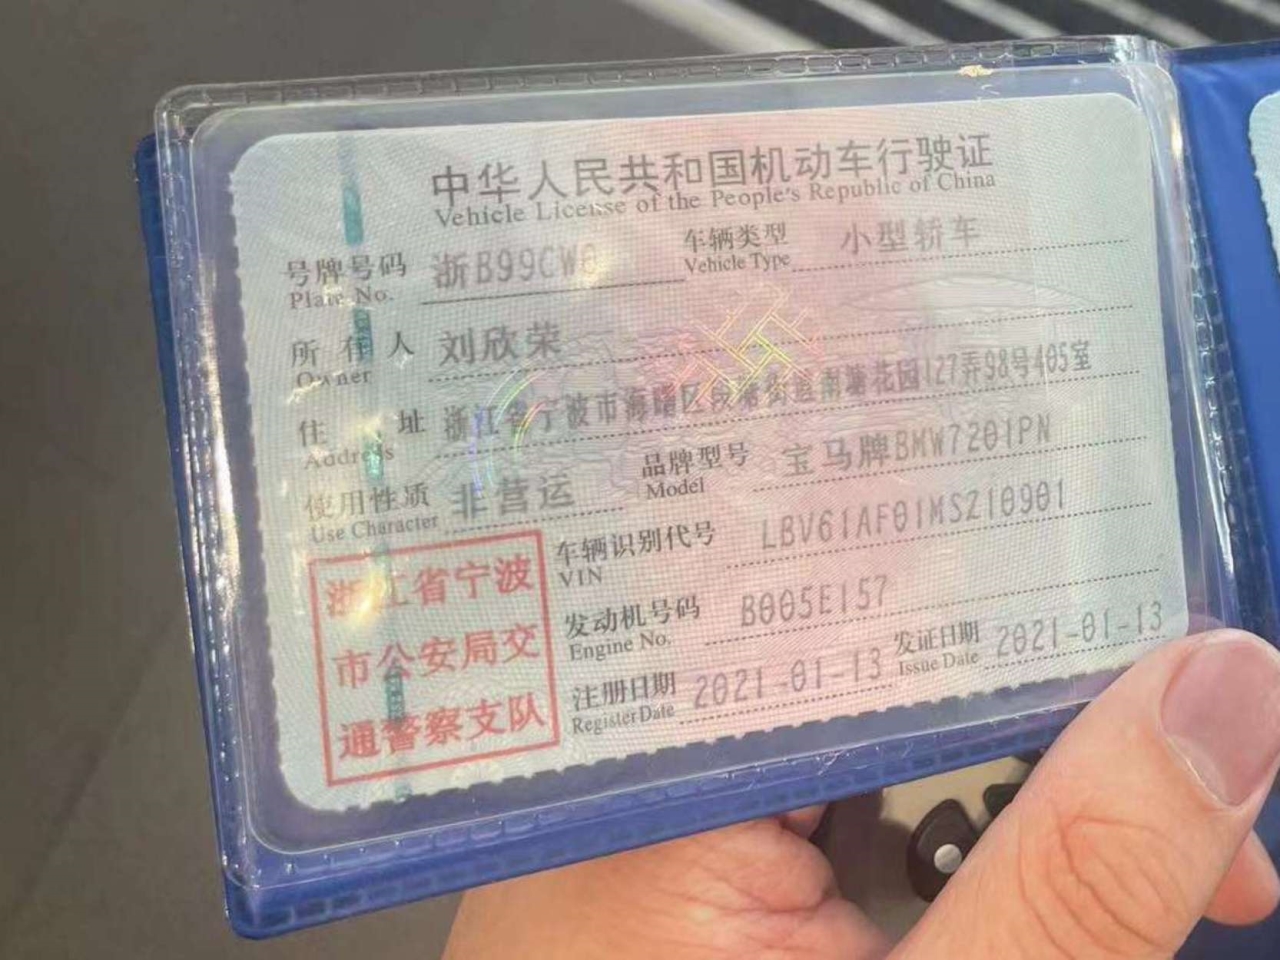 中华人民共和国机动车行驶证
Vehicle License of the People's Republic of China
号牌号码 浙B99CW0 车辆类型 小型轿车
Plate No. Vehicle Type
所有人 刘欣荣
Owner
住址 浙江省宁波市海曙区段塘街道南塘花园127弄98号405室
Address
使用性质 非营运 品牌型号 宝马牌BMW7201PN
Use Character Model
车辆识别代号 LBV61AF01MSZ10901
VIN
发动机号码 B005E157
Engine No.
注册日期 2021-01-13 发证日期 2021-01-13
Register Date Issue Date
浙江省宁波
市公安局交
通警察支队